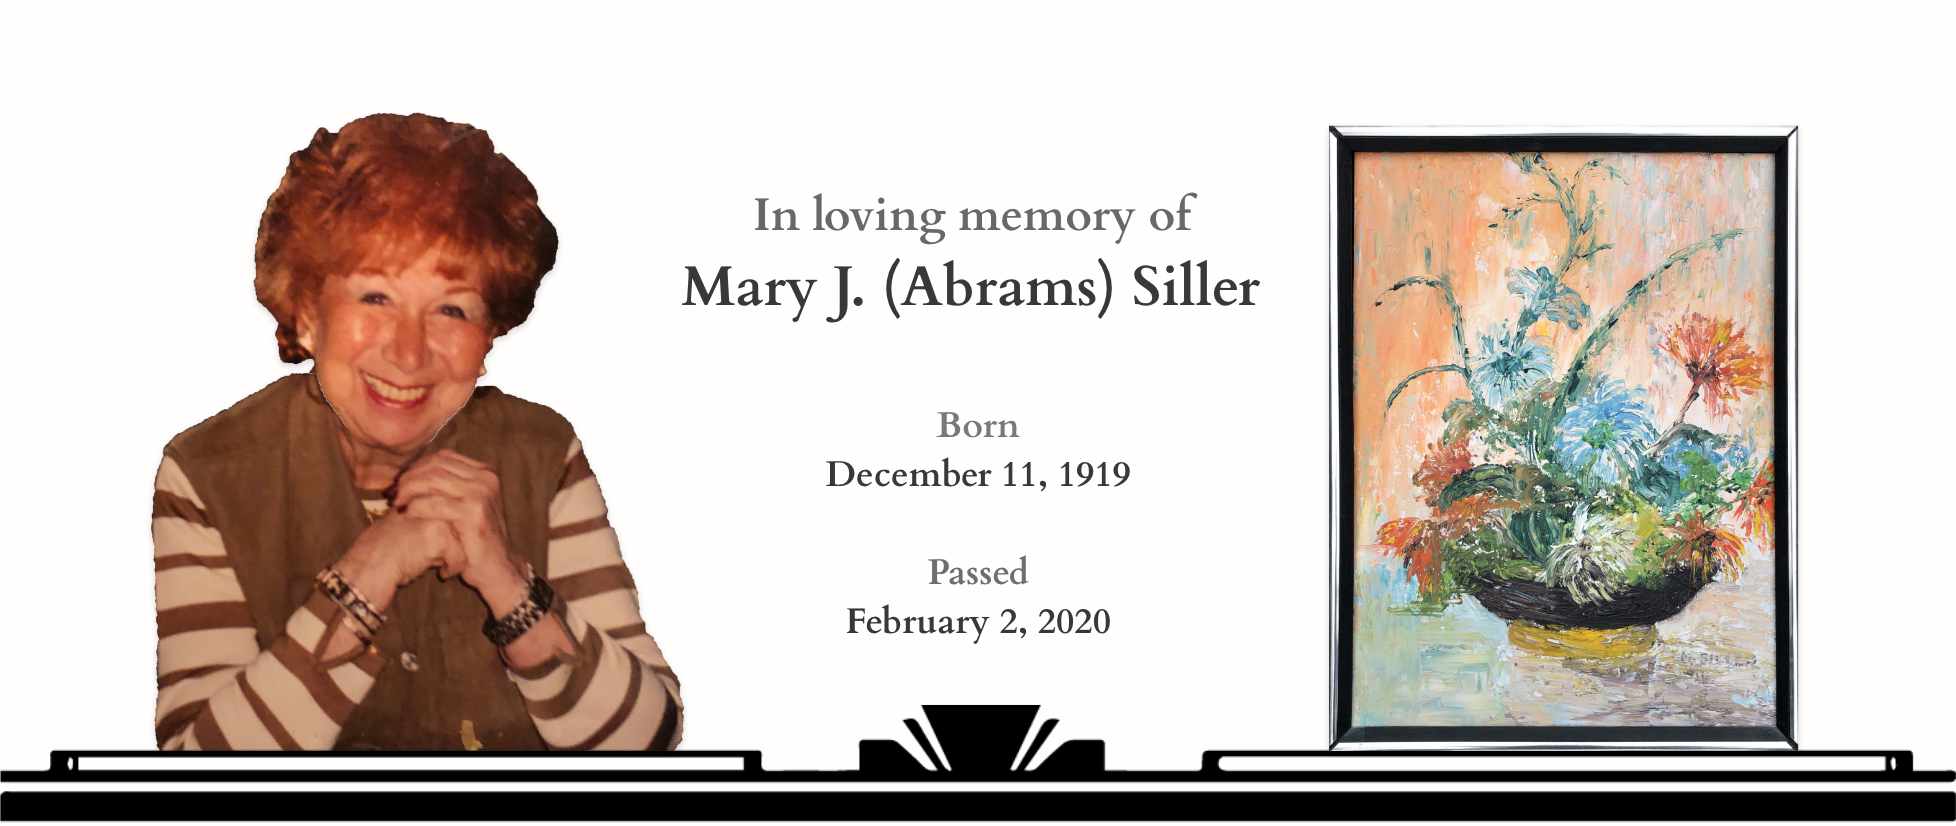 In loving memory of
Mary J. (Abrams) Siller
Born
December 11, 1919
Passed
February 2, 2020